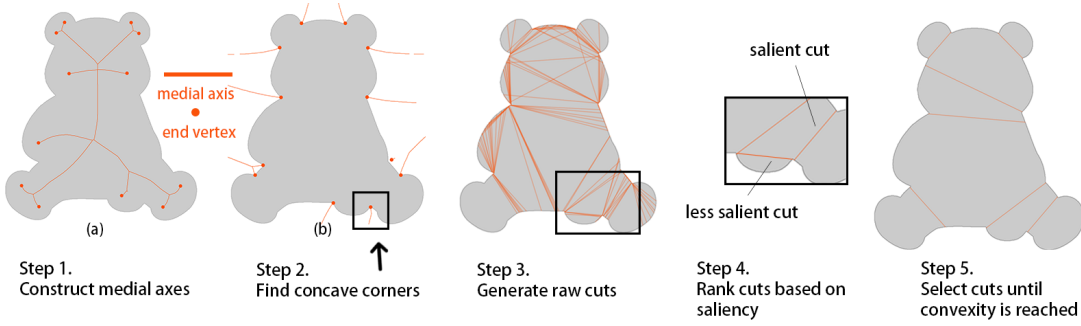 medial axis
end vertex
(a)
(b)
salient cut
less salient cut
Step 1.
Construct medial axes
Step 2.
Find concave corners
Step 3.
Generate raw cuts
Step 4.
Rank cuts based on
saliency
Step 5.
Select cuts until
convexity is reached